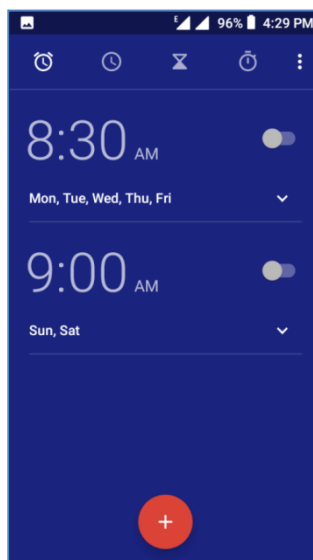 E 96% 4:29 PM
8:30 AM
Mon, Tue, Wed, Thu, Fri
9:00 AM
Sun, Sat